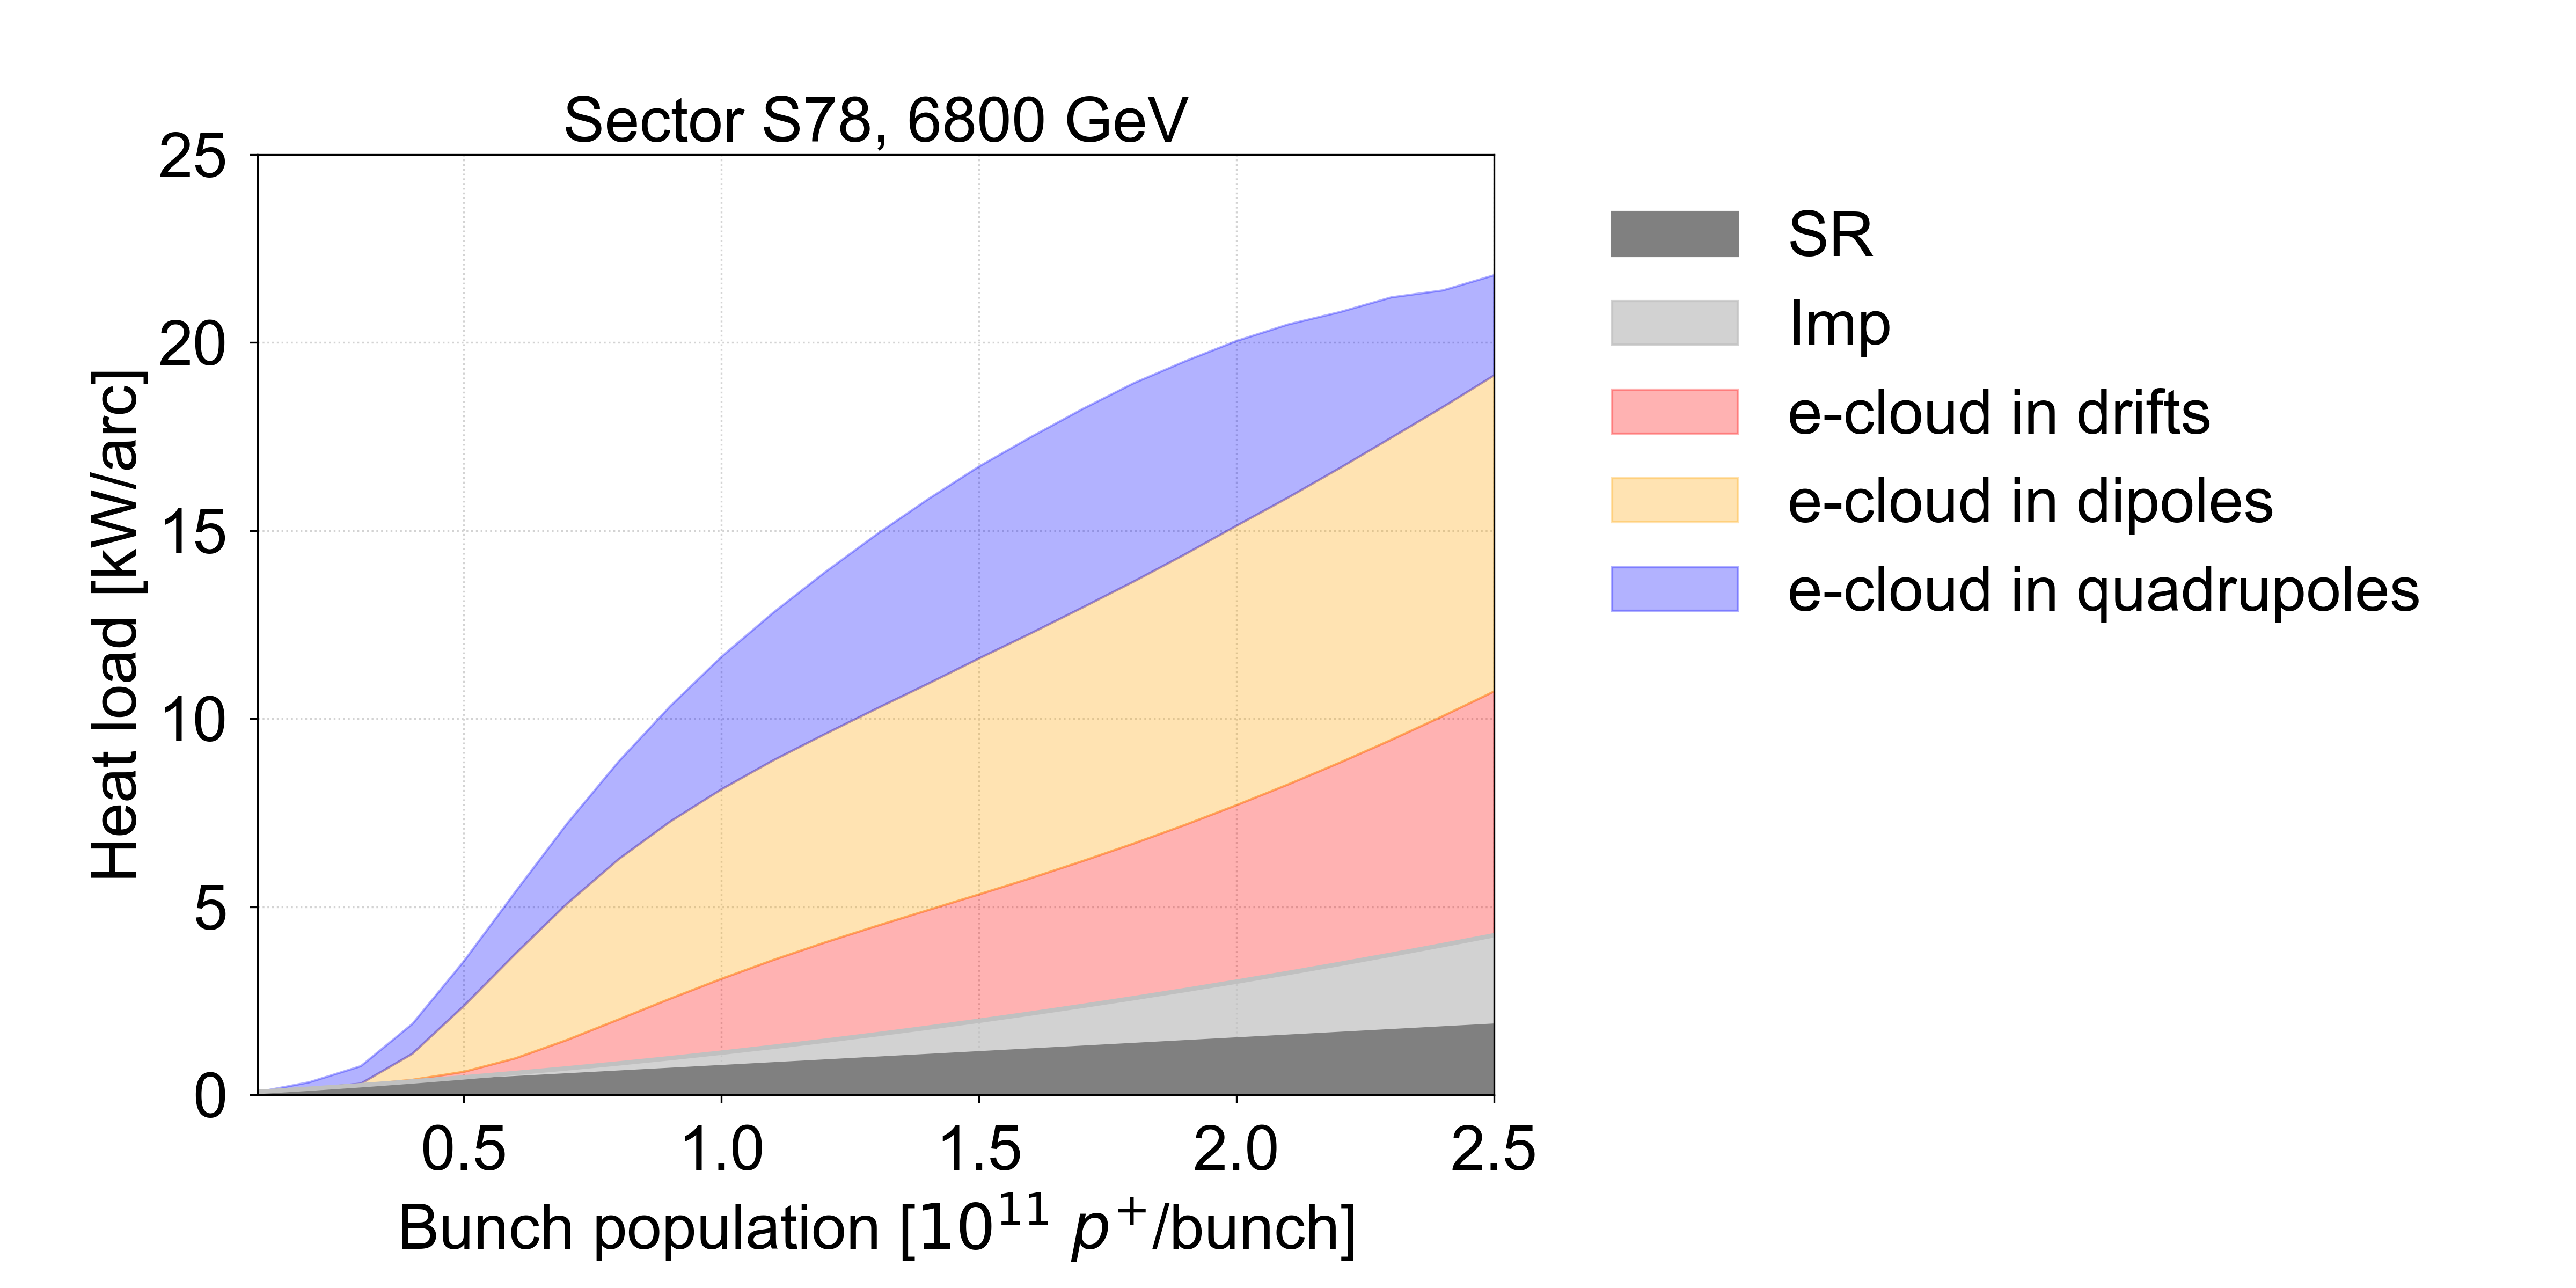 Sector S78, 6800 GeV
25
20
15
10
5
0
Heat load [kW/arc]
0.5 1.0 1.5 2.0 2.5
Bunch population [10¹¹ p⁺/bunch]
SR
Imp
e-cloud in drifts
e-cloud in dipoles
e-cloud in quadrupoles